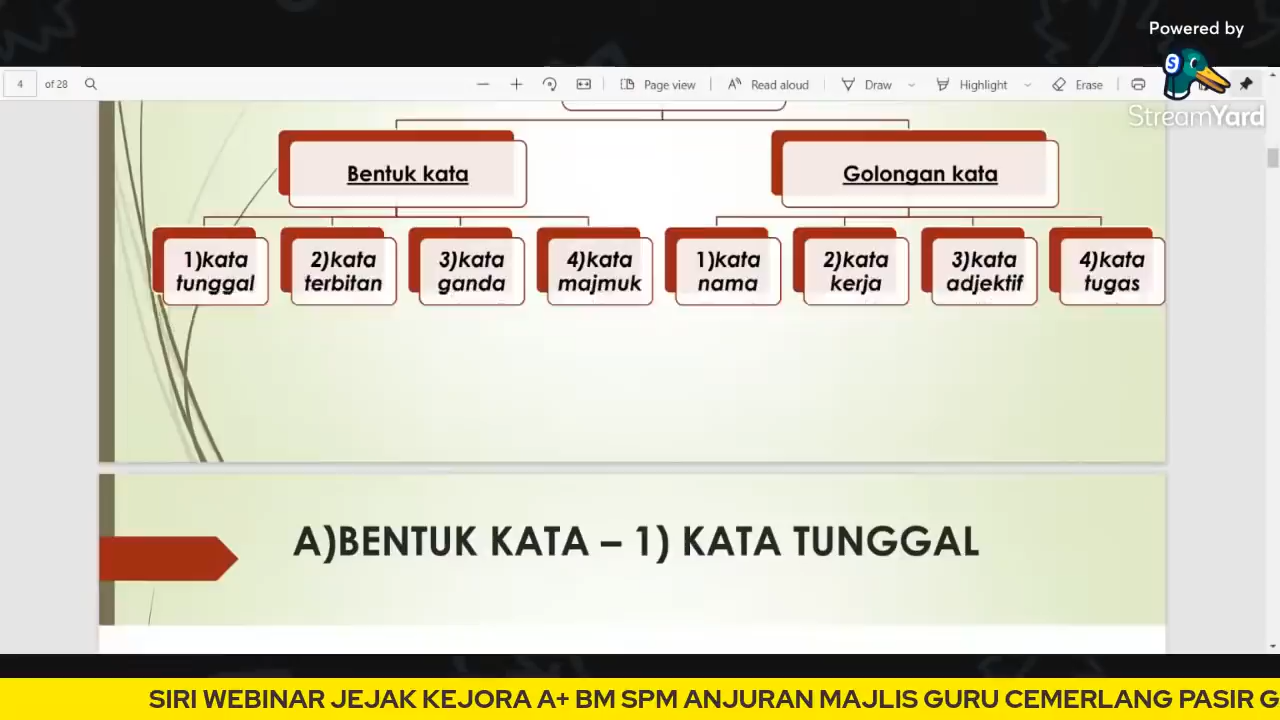 Powered by
StreamYard
4 of 28
Page view
Read aloud
Draw
Highlight
Erase
Bentuk kata
Golongan kata
1)kata tunggal
2)kata terbitan
3)kata ganda
4)kata majmuk
1)kata nama
2)kata kerja
3)kata adjektif
4)kata tugas
A)BENTUK KATA – 1) KATA TUNGGAL
SIRI WEBINAR JEJAK KEJORA A+ BM SPM ANJURAN MAJLIS GURU CEMERLANG PASIR G